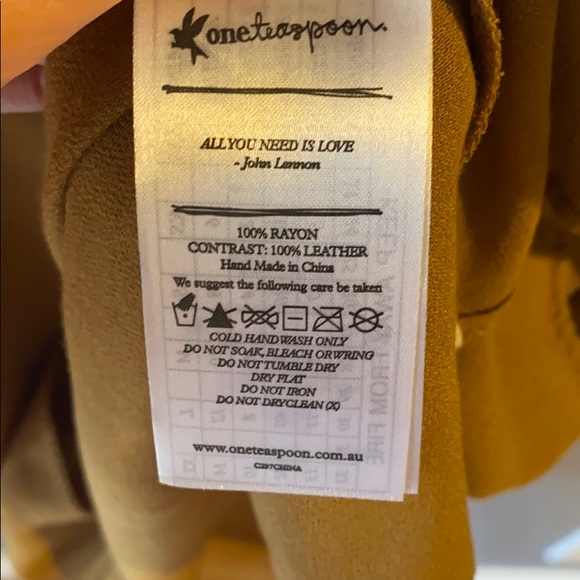 oneteaspoon.
ALL YOU NEED IS LOVE
- John Lennon
100% RAYON
CONTRAST: 100% LEATHER
Hand Made in China
We suggest the following care be taken
COLD HANDWASH ONLY
DO NOT SOAK, BLEACH OR WRING
DO NOT TUMBLE DRY
DRY FLAT
DO NOT IRON
DO NOT DRYCLEAN (X)
www.oneteaspoon.com.au
C297CHINA